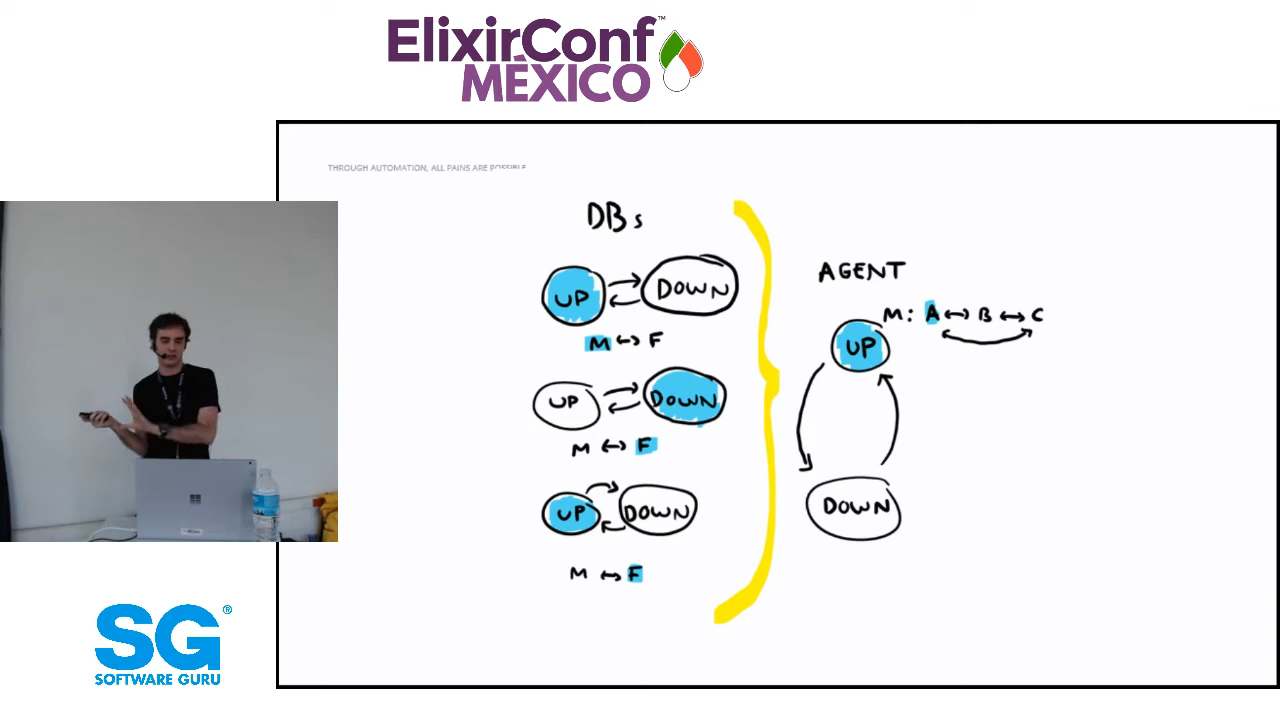 ElixirConf™
MÉXICO
THROUGH AUTOMATION, ALL PAINS ARE POSSIBLE
DBs
UP DOWN
M ↔ F
UP DOWN
M ↔ F
UP DOWN
M ↔ F
AGENT
M: A ↔ B ↔ C
UP
DOWN
SG®
SOFTWARE GURU